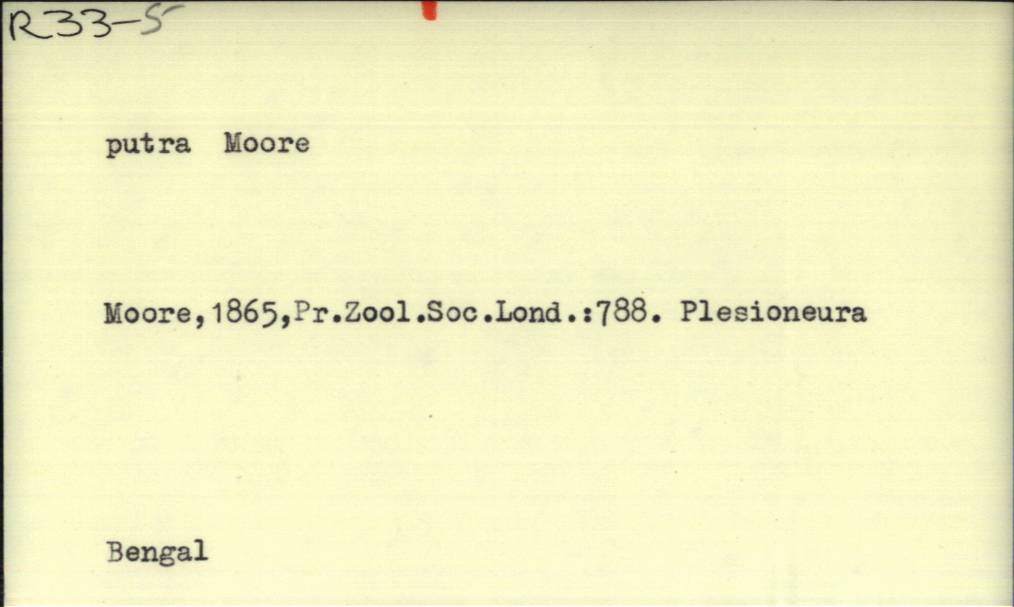 R33-5
putra Moore
Moore,1865,Pr.Zool.Soc.Lond.:788. Plesioneura
Bengal